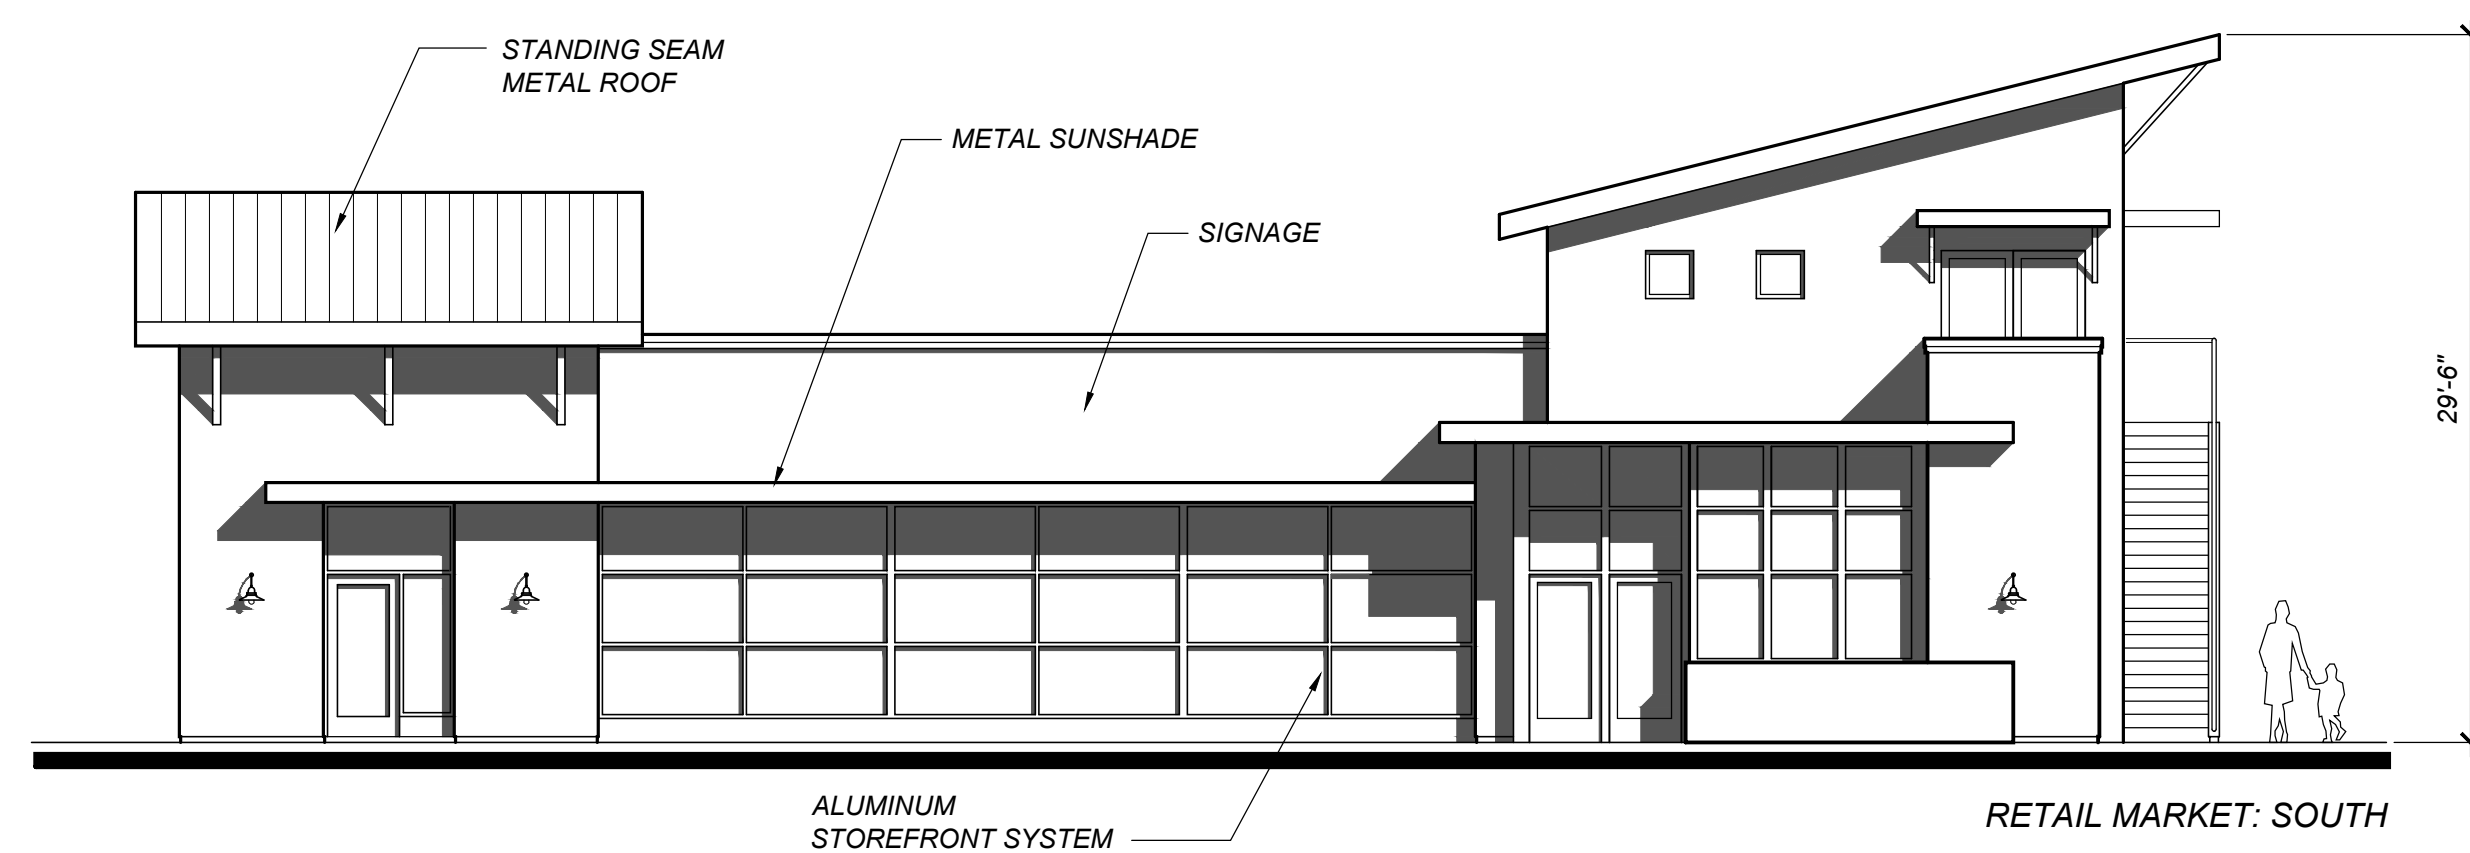 STANDING SEAM
METAL ROOF
METAL SUNSHADE
SIGNAGE
29'-6"
ALUMINUM
STOREFRONT SYSTEM
RETAIL MARKET: SOUTH